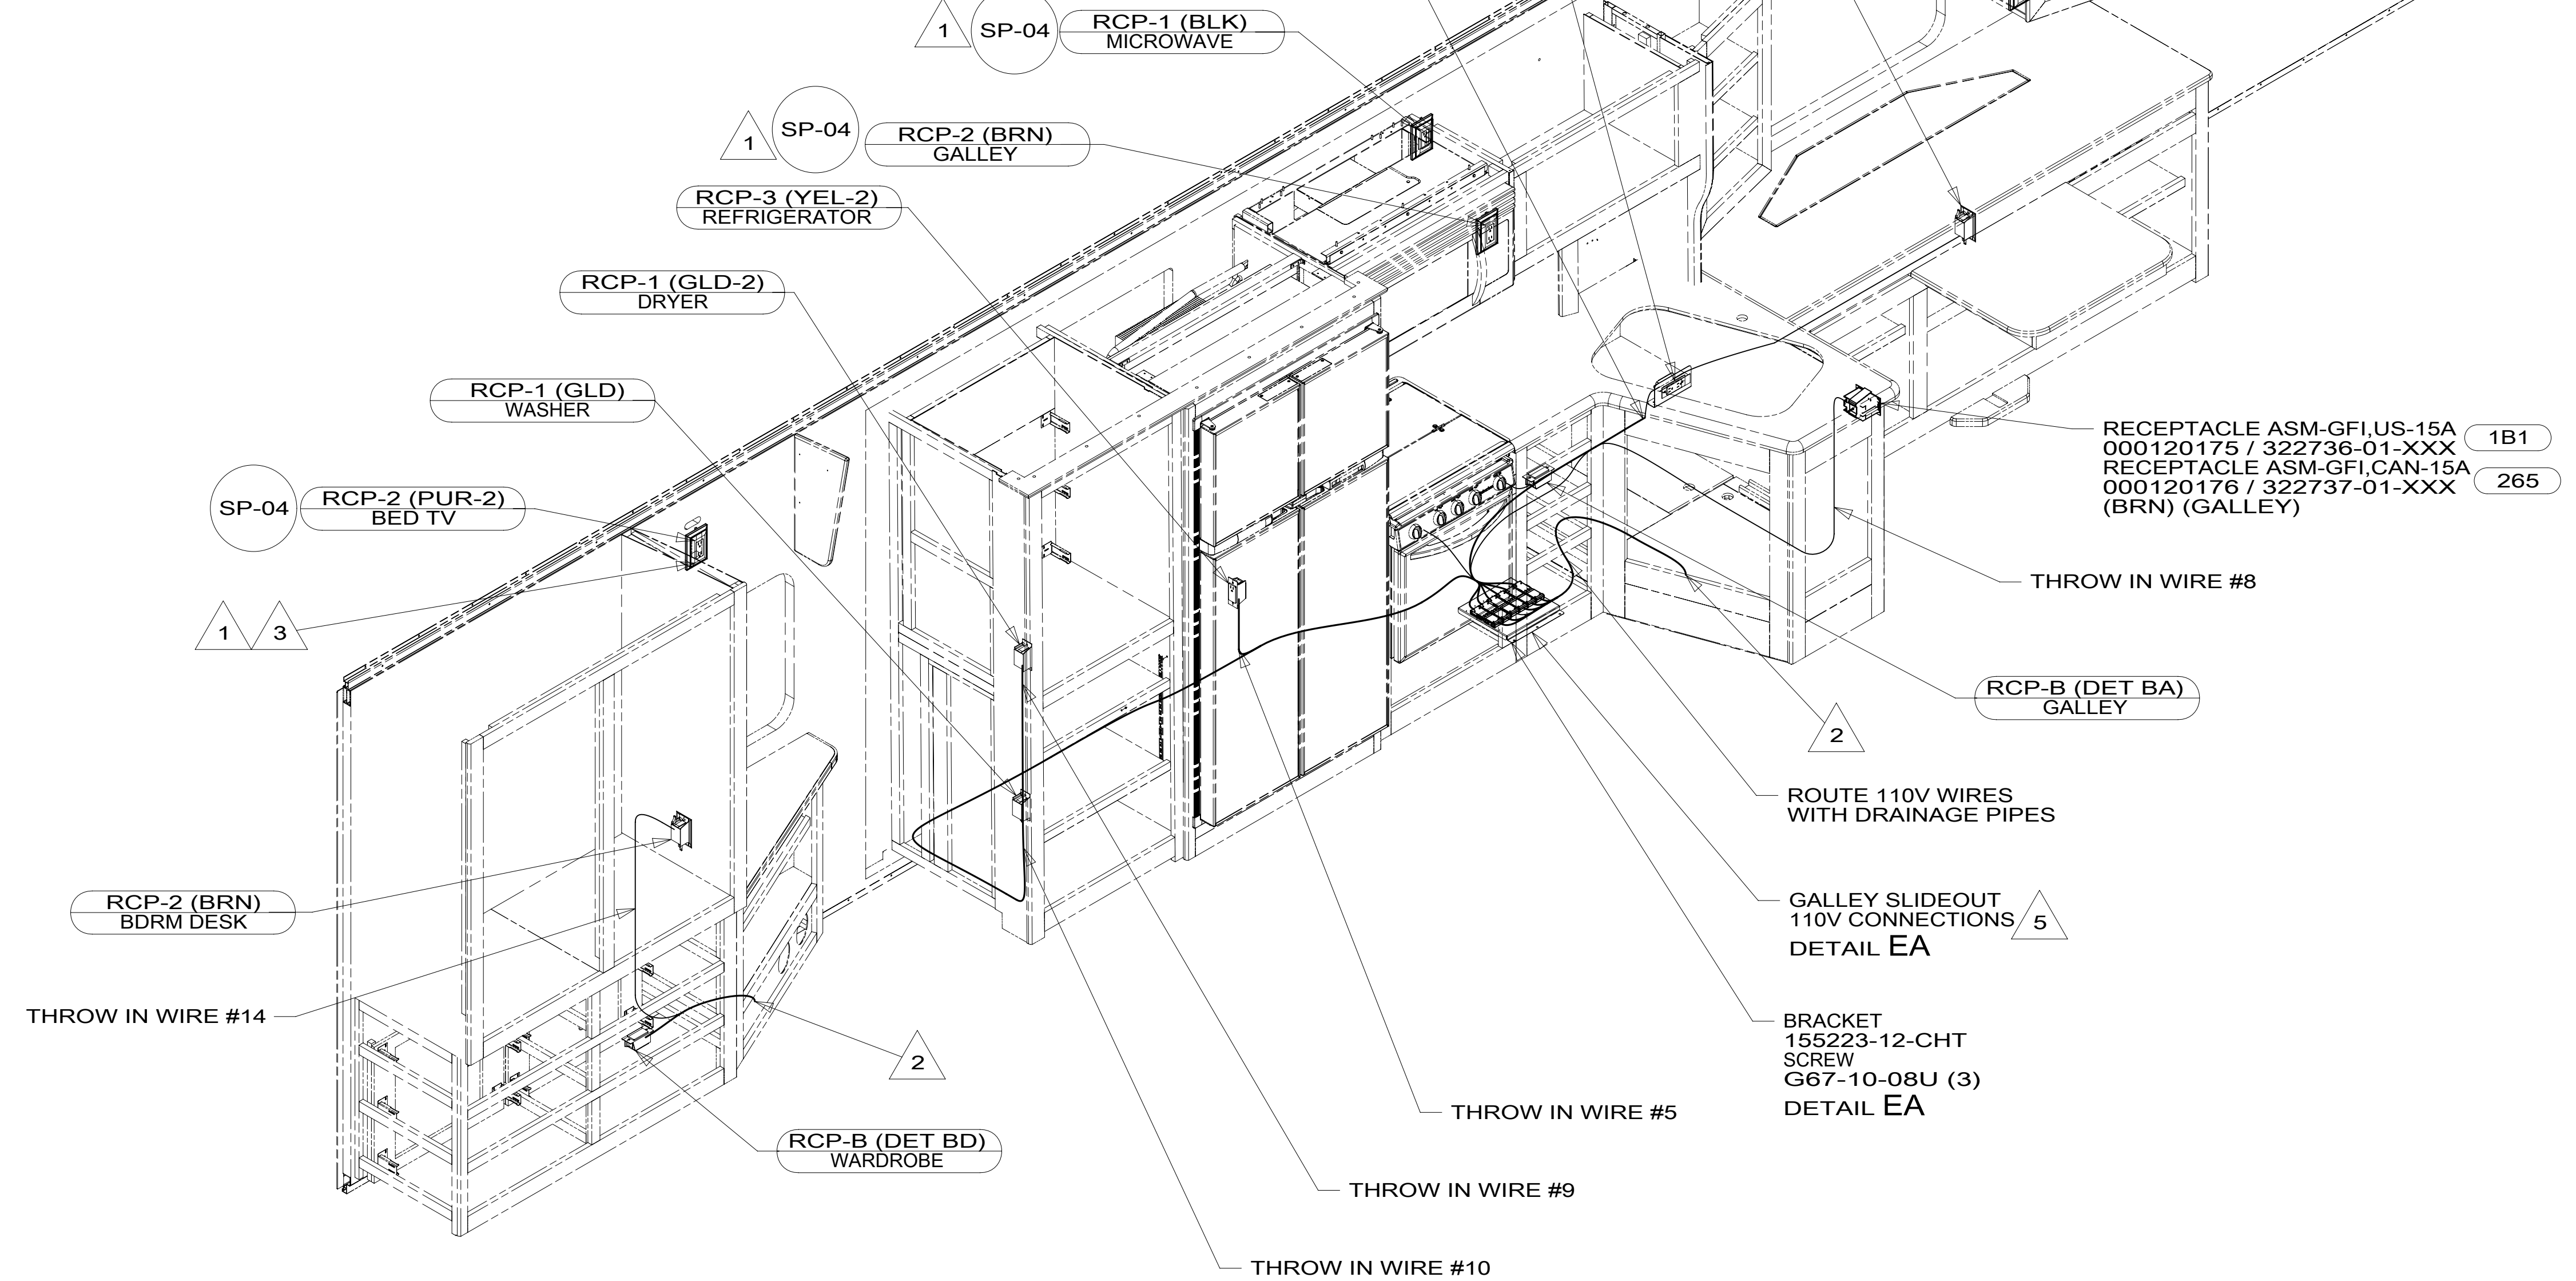 1
SP-04
RCP-1 (BLK)
MICROWAVE
1
SP-04
RCP-2 (BRN)
GALLEY
RCP-3 (YEL-2)
REFRIGERATOR
RCP-1 (GLD-2)
DRYER
RCP-1 (GLD)
WASHER
SP-04
RCP-2 (PUR-2)
BED TV
1
3
RCP-2 (BRN)
BDRM DESK
THROW IN WIRE #14
2
RCP-B (DET BD)
WARDROBE
RECEPTACLE ASM-GFI,US-15A
1B1
000120175 / 322736-01-XXX
RECEPTACLE ASM-GFI,CAN-15A
265
000120176 / 322737-01-XXX
(BRN) (GALLEY)
THROW IN WIRE #8
RCP-B (DET BA)
GALLEY
2
ROUTE 110V WIRES
WITH DRAINAGE PIPES
GALLEY SLIDEOUT
110V CONNECTIONS
5
DETAIL EA
BRACKET
155223-12-CHT
SCREW
G67-10-08U (3)
DETAIL EA
THROW IN WIRE #5
THROW IN WIRE #9
THROW IN WIRE #10